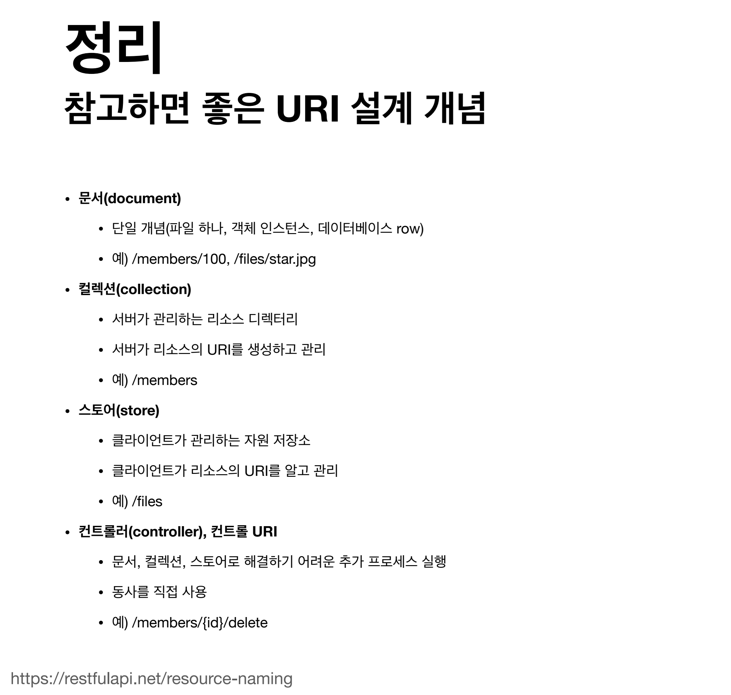 정리
참고하면 좋은 URI 설계 개념
• 문서(document)
• 단일 개념(파일 하나, 객체 인스턴스, 데이터베이스 row)
• 예) /members/100, /files/star.jpg
• 컬렉션(collection)
• 서버가 관리하는 리소스 디렉터리
• 서버가 리소스의 URI를 생성하고 관리
• 예) /members
• 스토어(store)
• 클라이언트가 관리하는 자원 저장소
• 클라이언트가 리소스의 URI를 알고 관리
• 예) /files
• 컨트롤러(controller), 컨트롤 URI
• 문서, 컬렉션, 스토어로 해결하기 어려운 추가 프로세스 실행
• 동사를 직접 사용
• 예) /members/{id}/delete
https://restfulapi.net/resource-naming